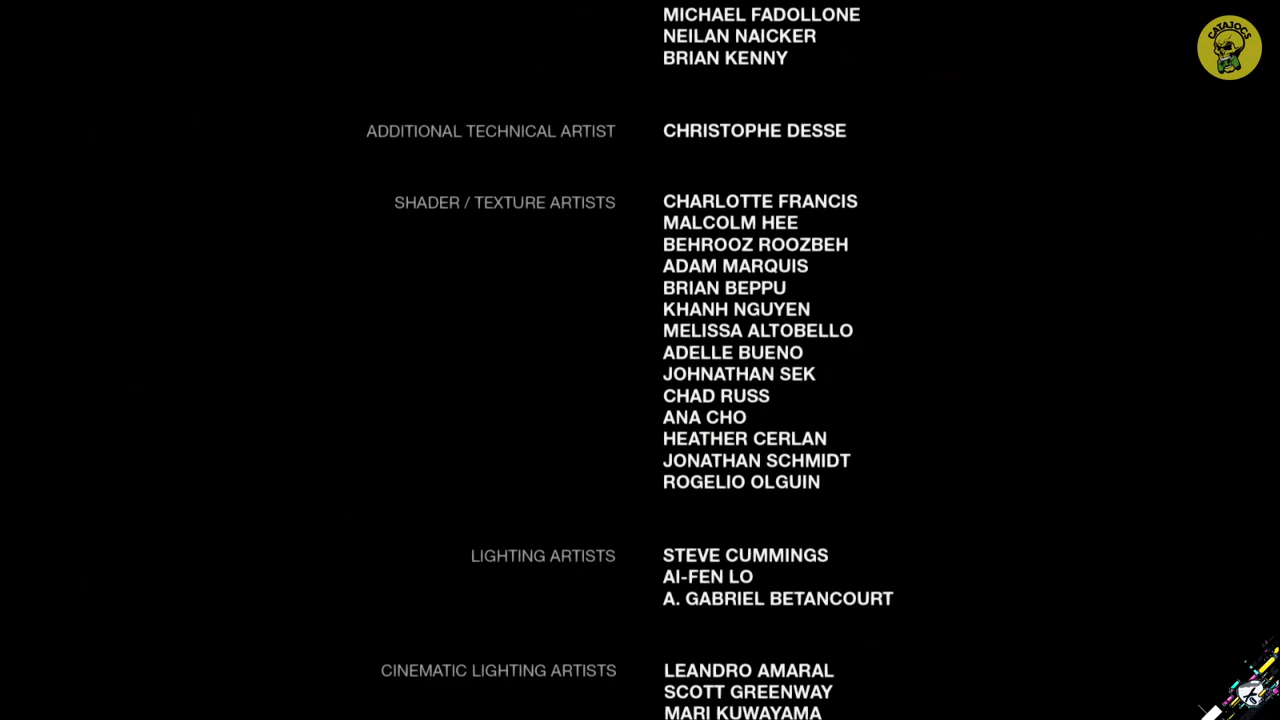 MICHAEL FADOLLONE
NEILAN NAICKER
BRIAN KENNY
CATAJOCS
ADDITIONAL TECHNICAL ARTIST CHRISTOPHE DESSE
SHADER / TEXTURE ARTISTS CHARLOTTE FRANCIS
MALCOLM HEE
BEHROOZ ROOZBEH
ADAM MARQUIS
BRIAN BEPPU
KHANH NGUYEN
MELISSA ALTOBELLO
ADELLE BUENO
JOHNATHAN SEK
CHAD RUSS
ANA CHO
HEATHER CERLAN
JONATHAN SCHMIDT
ROGELIO OLGUIN
LIGHTING ARTISTS STEVE CUMMINGS
AI-FEN LO
A. GABRIEL BETANCOURT
CINEMATIC LIGHTING ARTISTS LEANDRO AMARAL
SCOTT GREENWAY
MARI KUWAYAMA